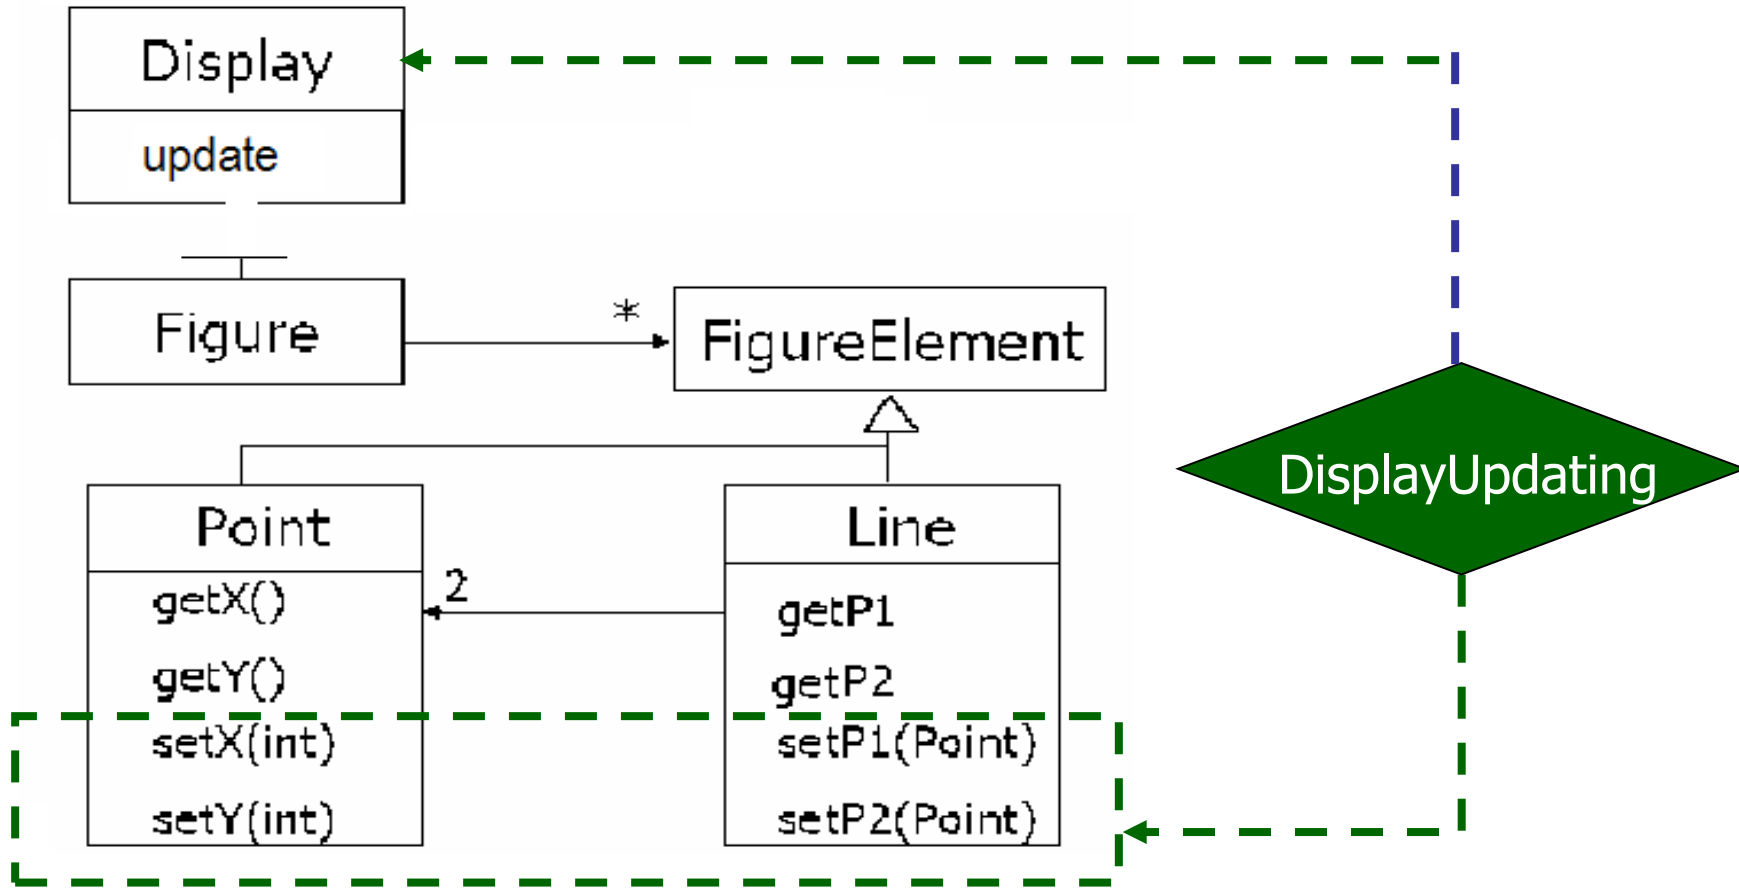 Display
update
Figure
*
FigureElement
DisplayUpdating
Point
getX()
getY()
setX(int)
setY(int)
2
Line
getP1
getP2
setP1(Point)
setP2(Point)